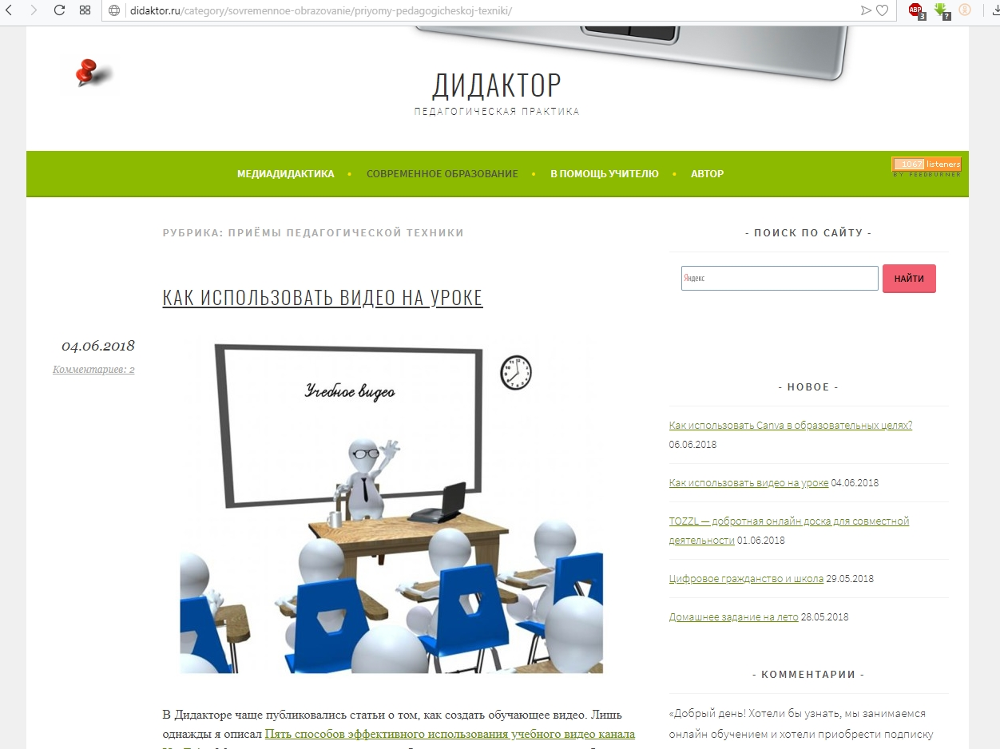 didaktor.ru/category/sovremennoe-obrazovanie/priyomy-pedagogicheskoj-texniki/
ABP
3
?
ДИДАКТОР
ПЕДАГОГИЧЕСКАЯ ПРАКТИКА
МЕДИАДИДАКТИКА • СОВРЕМЕННОЕ ОБРАЗОВАНИЕ • В ПОМОЩЬ УЧИТЕЛЮ • АВТОР
1067 listeners
BY FEEDBURNER
РУБРИКА: ПРИЁМЫ ПЕДАГОГИЧЕСКОЙ ТЕХНИКИ
КАК ИСПОЛЬЗОВАТЬ ВИДЕО НА УРОКЕ
04.06.2018
Комментариев: 2
Учебное видео
В Дидакторе чаще публиковались статьи о том, как создать обучающее видео. Лишь
однажды я описал Пять способов эффективного использования учебного видео канала
- ПОИСК ПО САЙТУ -
Яндекс
НАЙТИ
- НОВОЕ -
Как использовать Canva в образовательных целях?
06.06.2018
Как использовать видео на уроке 04.06.2018
TOZZL — добротная онлайн доска для совместной
деятельности 01.06.2018
Цифровое гражданство и школа 29.05.2018
Домашнее задание на лето 28.05.2018
- КОММЕНТАРИИ -
«Добрый день! Хотели бы узнать, мы занимаемся
онлайн обучением и хотели приобрести подписку